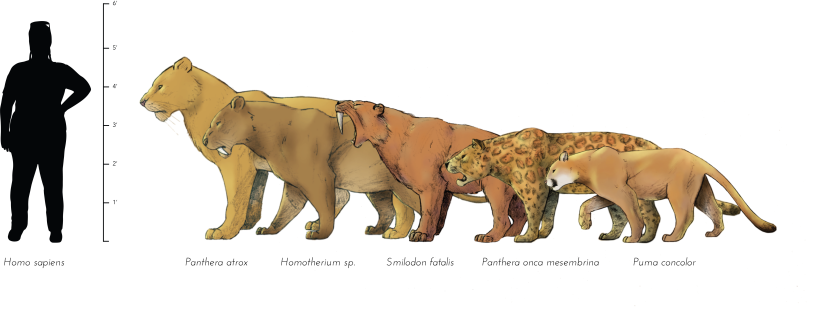 6'
5'
4'
3'
2'
1'
Homo sapiens
Panthera atrox
Homotherium sp.
Smilodon fatalis
Panthera onca mesembrina
Puma concolor